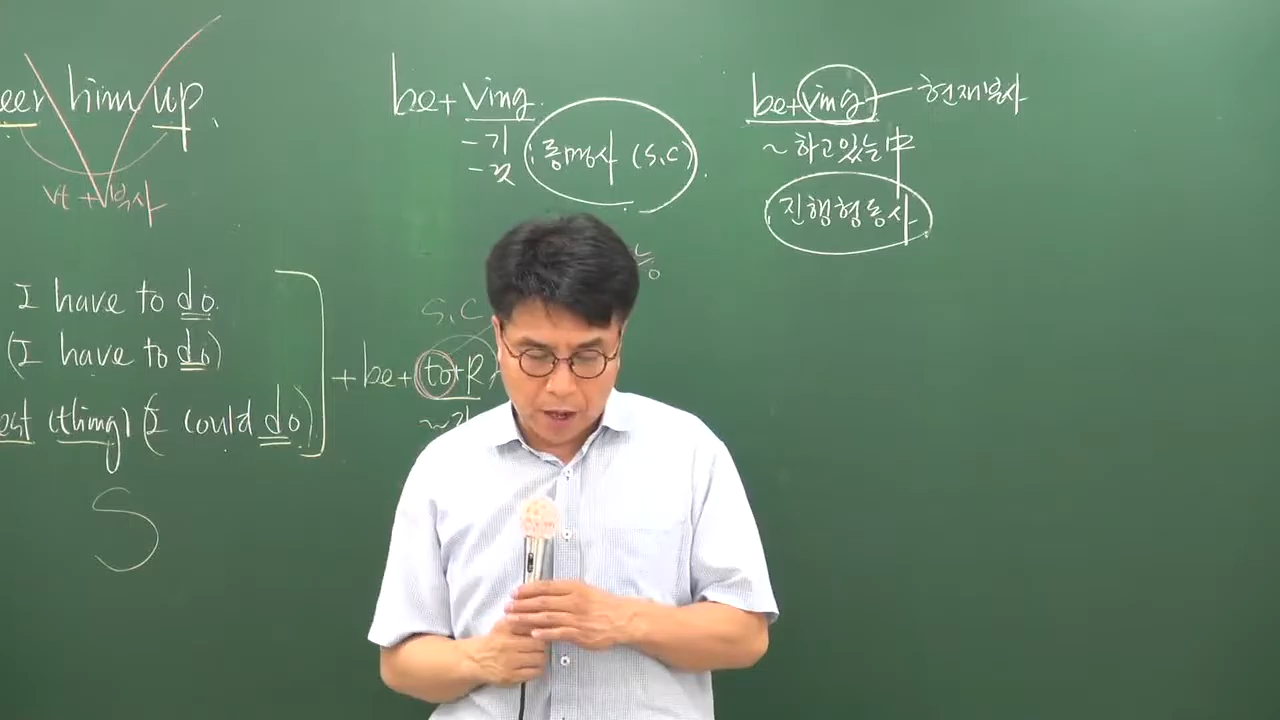 him up.
vt + 부사
I have to do.
(I have to do)
(thing) (I could do)
S
be + Ving.
-기
-것
동명사 (S.C)
S.C
+ be + to + R
be + ving 현재분사
~하고있는 中
진행형동사